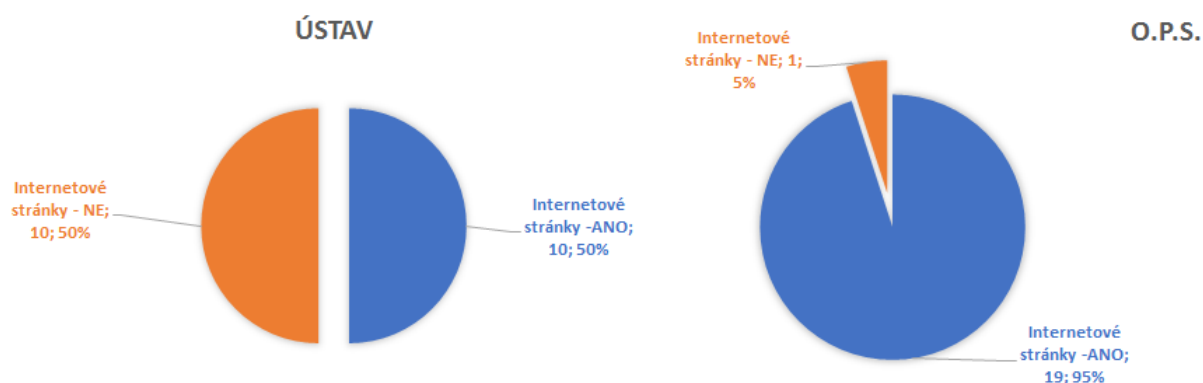 ÚSTAV
Internetové
stránky - NE;
10; 50%
Internetové
stránky -ANO;
10; 50%
O.P.S.
Internetové
stránky - NE; 1;
5%
Internetové
stránky -ANO;
19; 95%